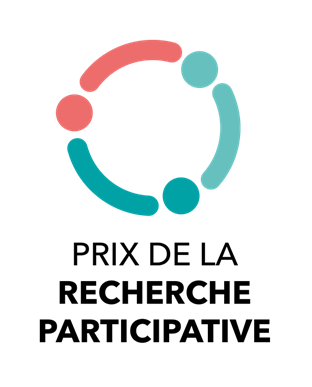 PRIX DE LA
RECHERCHE
PARTICIPATIVE